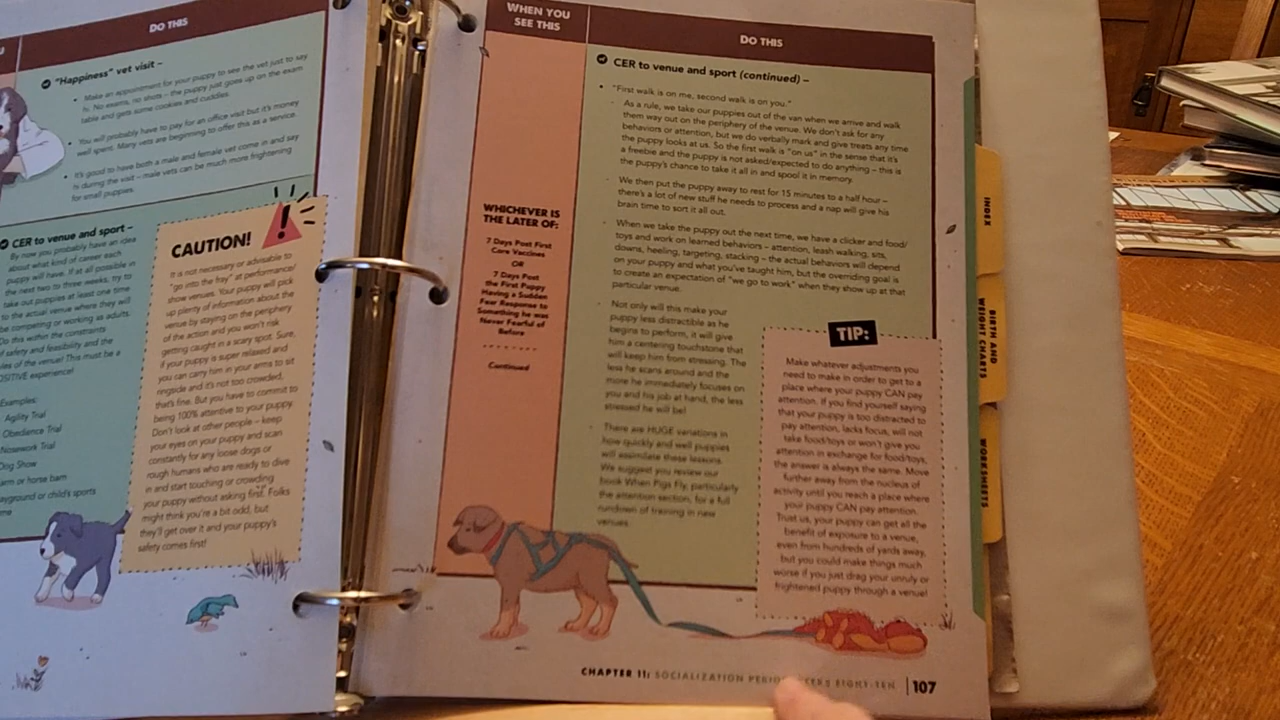 DO THIS
"Happiness" vet visit –
• Make an appointment for your puppy to see the vet just to say
hi. No exams, no shots – the puppy just goes up on the exam
table and gets some cookies and cuddles.
• You will probably have to pay for an office visit but it's money
well spent. Many vets are beginning to offer this as a service.
• It's good to have both a male and female vet come in and say
hi during the visit – male vets can be much more frightening
for small puppies.
CER to venue and sport –
By now you probably have an idea
about what kind of career each
puppy will have. If at all possible in
the next two to three weeks, try to
take out puppies at least one time
to the actual venue where they will
be competing or working as adults.
Do this within the constraints
of safety and feasibility and the
of the venue! This must be a
experience!
Examples:
Agility Trial
Obedience Trial
Nosework Trial
Dog Show
or horse barn
or child's sports
CAUTION!
It is not necessary or advisable to
"go into the fray" at performance/
show venues. Your puppy will pick
up plenty of information about the
venue by staying on the periphery
of the action and you won't risk
getting caught in a scary spot. Sure,
if your puppy is super relaxed and
you can carry him in your arms to sit
ringside and it's not too crowded,
that's fine. But you have to commit to
being 100% attentive to your puppy.
Don't look at other people – keep
your eyes on your puppy and scan
constantly for any loose dogs or
rough humans who are ready to dive
in and start touching or crowding
your puppy without asking first. Folks
might think you're a bit odd, but
they'll get over it and your puppy's
safety comes first!
WHEN YOU
SEE THIS
DO THIS
WHICHEVER IS
THE LATER OF:
7 Days Post First
Core Vaccines
OR
7 Days Post
the First Puppy
Having a Sudden
Fear Response to
Something he was
Never Fearful of
Before
Continued
CER to venue and sport (continued) –
• "First walk is on me, second walk is on you."
- As a rule, we take our puppies out of the van when we arrive and walk
them way out on the periphery of the venue. We don't ask for any
behaviors or attention, but we do verbally mark and give treats any time
the puppy looks at us. So the first walk is "on us" in the sense that it's
a freebie and the puppy is not asked/expected to do anything – this is
the puppy's chance to take it all in and spool it in memory.
- We then put the puppy away to rest for 15 minutes to a half hour –
there's a lot of new stuff he needs to process and a nap will give his
brain time to sort it all out.
- When we take the puppy out the next time, we have a clicker and food/
toys and work on learned behaviors – attention, leash walking, sits,
downs, heeling, targeting, stacking – the actual behaviors will depend
on your puppy and what you've taught him, but the overriding goal is
to create an expectation of "we go to work" when they show up at that
particular venue.
• Not only will this make your
puppy less distractible as he
begins to perform, it will give
him a centering touchstone that
will keep him from stressing. The
less he scans around and the
more he immediately focuses on
you and his job at hand, the less
stressed he will be!
• There are HUGE variations in
how quickly and well puppies
will assimilate these lessons.
We suggest you review our
book When Pigs Fly, particularly
the attention section, for a full
rundown of training in new
venues.
TIP:
Make whatever adjustments you
need to make in order to get to a
place where your puppy CAN pay
attention. If you find yourself saying
that your puppy is too distracted to
pay attention, lacks focus, will not
take food/toys or won't give you
attention in exchange for food/toys,
the answer is always the same. Move
further away from the nucleus of
activity until you reach a place where
your puppy CAN pay attention.
Trust us, your puppy can get all the
benefit of exposure to a venue,
even from hundreds of yards away,
but you could make things much
worse if you just drag your unruly or
frightened puppy through a venue!
CHAPTER 11: SOCIALIZATION PERIOD EIGHT-TEN 107
INDEX
BIRTH AND
WEIGHT CHARTS
WORKSHEETS